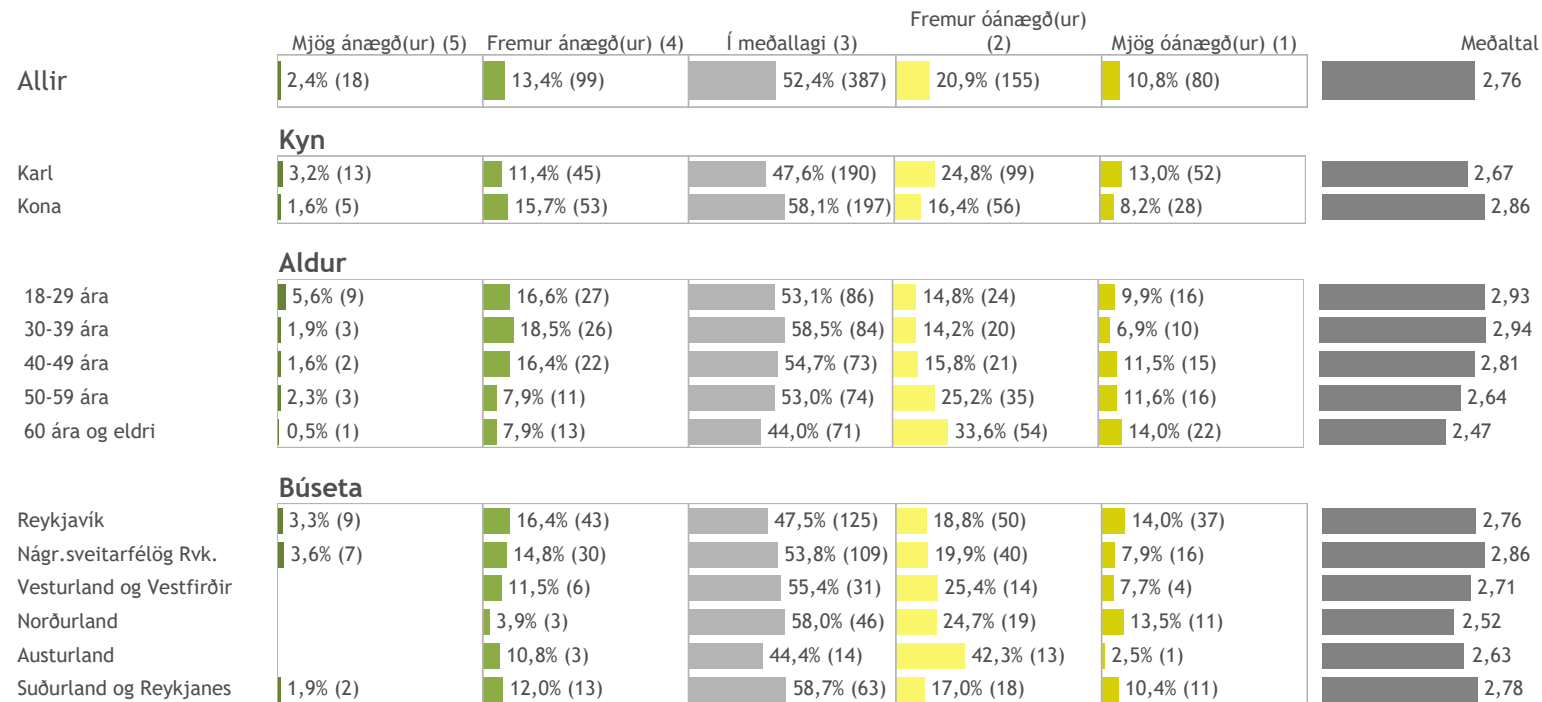 Mjög ánægð(ur) (5) Fremur ánægð(ur) (4) Í meðallagi (3) Fremur óánægð(ur) (2) Mjög óánægð(ur) (1) Meðaltal
Allir 2,4% (18) 13,4% (99) 52,4% (387) 20,9% (155) 10,8% (80) 2,76
Kyn
Karl 3,2% (13) 11,4% (45) 47,6% (190) 24,8% (99) 13,0% (52) 2,67
Kona 1,6% (5) 15,7% (53) 58,1% (197) 16,4% (56) 8,2% (28) 2,86
Aldur
18-29 ára 5,6% (9) 16,6% (27) 53,1% (86) 14,8% (24) 9,9% (16) 2,93
30-39 ára 1,9% (3) 18,5% (26) 58,5% (84) 14,2% (20) 6,9% (10) 2,94
40-49 ára 1,6% (2) 16,4% (22) 54,7% (73) 15,8% (21) 11,5% (15) 2,81
50-59 ára 2,3% (3) 7,9% (11) 53,0% (74) 25,2% (35) 11,6% (16) 2,64
60 ára og eldri 0,5% (1) 7,9% (13) 44,0% (71) 33,6% (54) 14,0% (22) 2,47
Búseta
Reykjavík 3,3% (9) 16,4% (43) 47,5% (125) 18,8% (50) 14,0% (37) 2,76
Nágr.sveitarfélög Rvk. 3,6% (7) 14,8% (30) 53,8% (109) 19,9% (40) 7,9% (16) 2,86
Vesturland og Vestfirðir 11,5% (6) 55,4% (31) 25,4% (14) 7,7% (4) 2,71
Norðurland 3,9% (3) 58,0% (46) 24,7% (19) 13,5% (11) 2,52
Austurland 10,8% (3) 44,4% (14) 42,3% (13) 2,5% (1) 2,63
Suðurland og Reykjanes 1,9% (2) 12,0% (13) 58,7% (63) 17,0% (18) 10,4% (11) 2,78